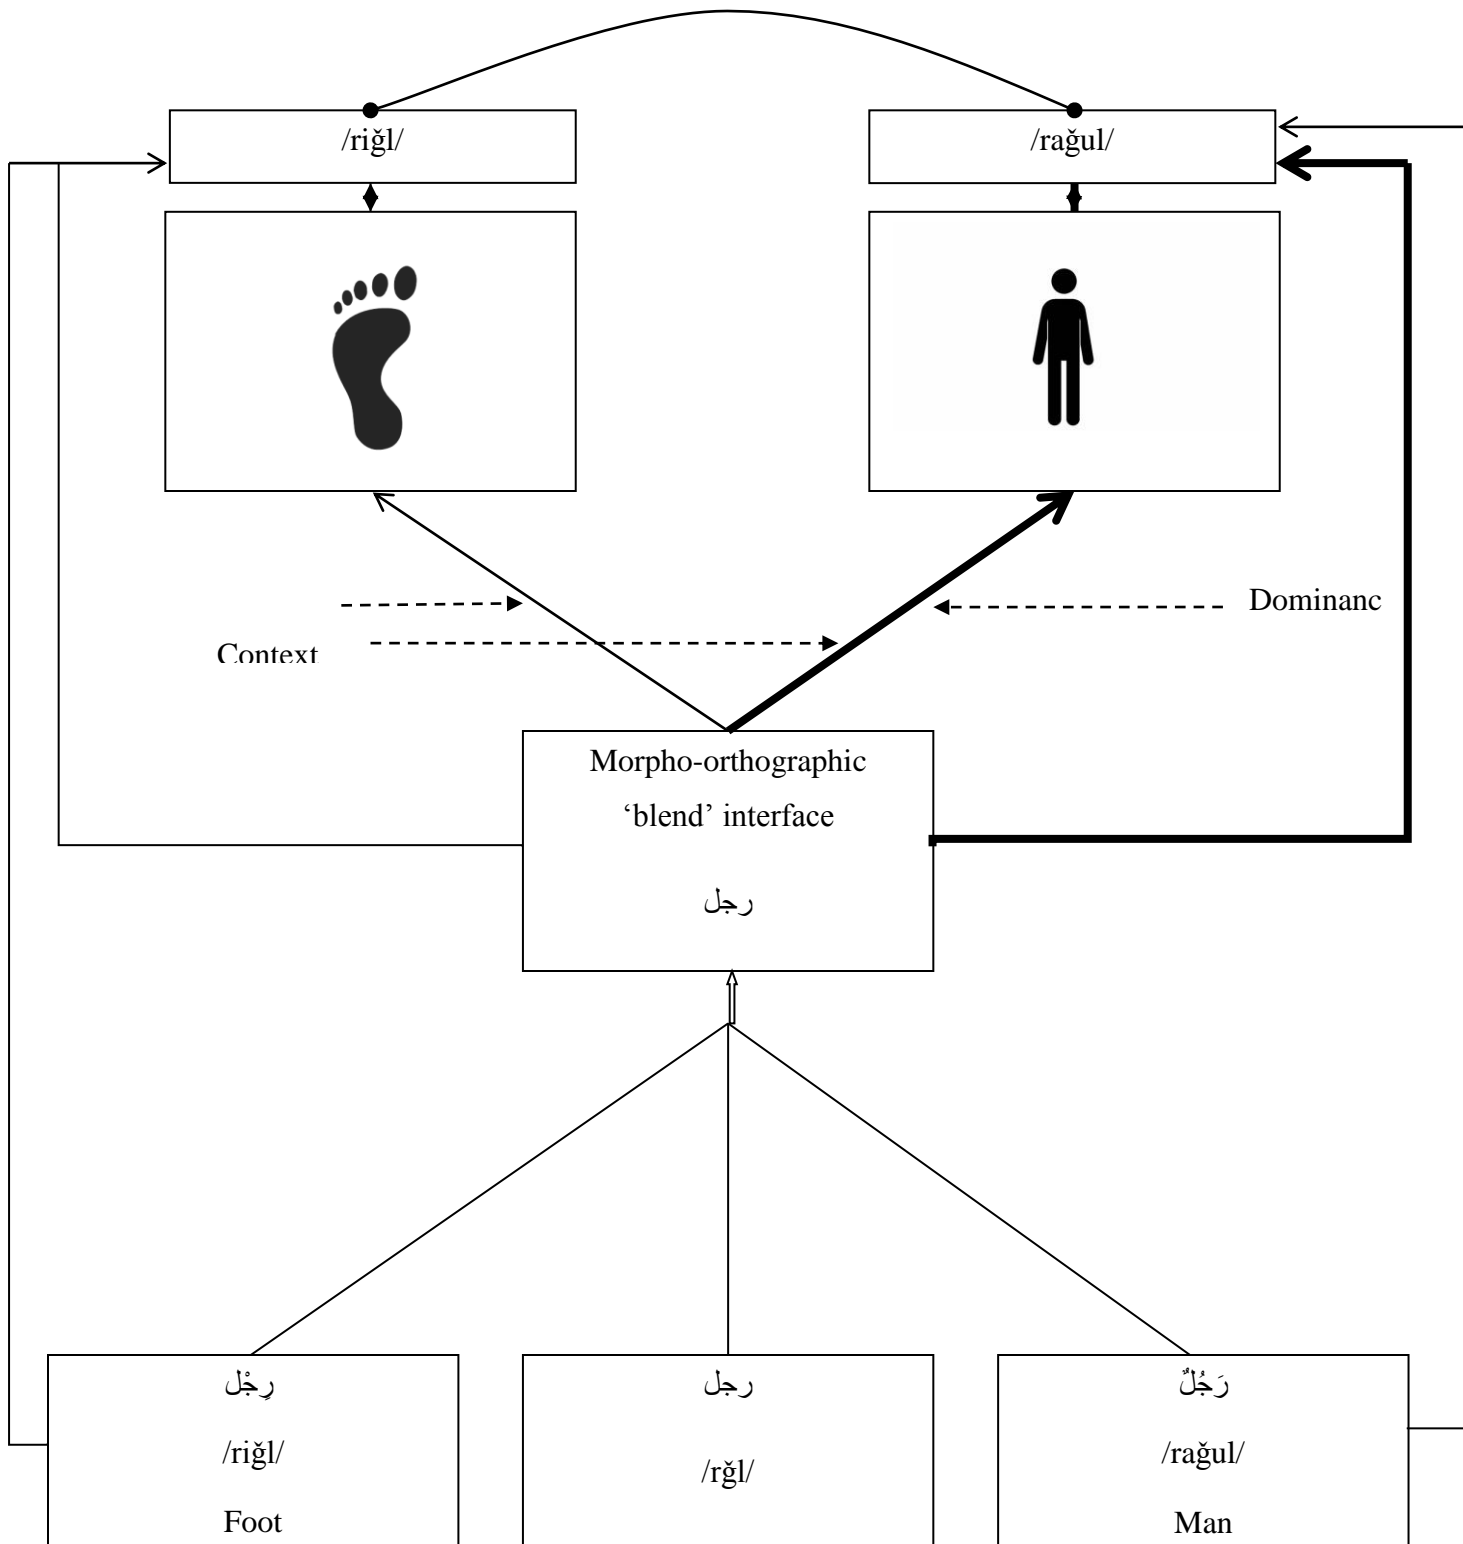 /riğl/
/rağul/
Dominanc
Context
Morpho-orthographic
‘blend’ interface
رجل
رِجْل
/riğl/
Foot
رجل
/rğl/
رَجُلٌ
/rağul/
Man